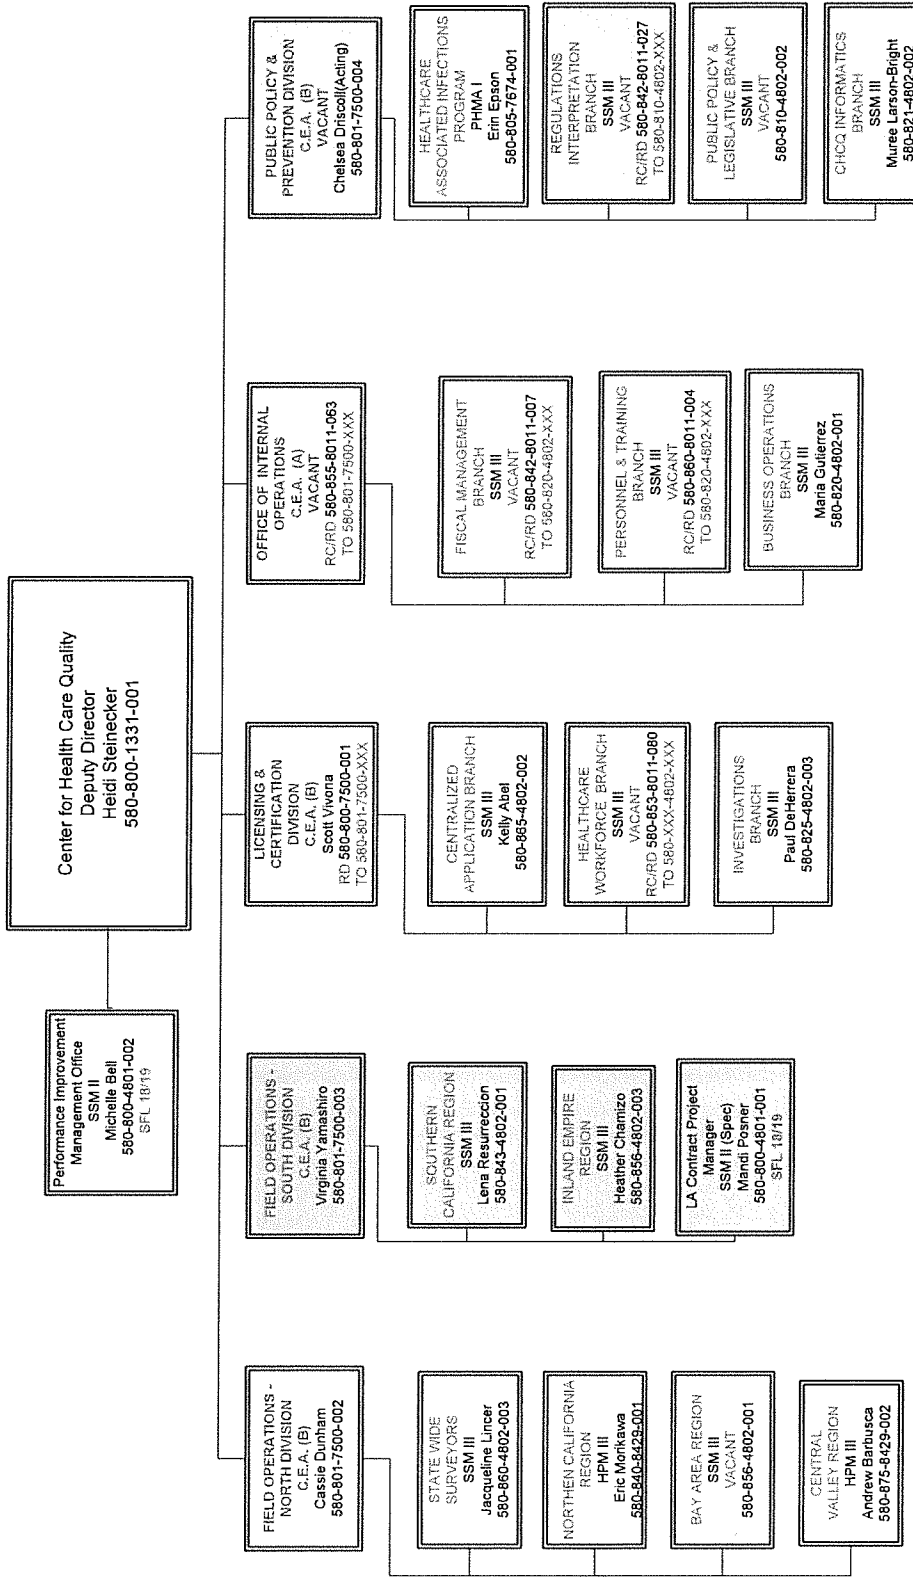 Center for Health Care Quality
Deputy Director
Heidi Steinecker
580-800-1331-001
Performance Improvement
Management Office
SSM II
Michelle Bell
580-800-4801-002
SFL 18/19
FIELD OPERATIONS -
NORTH DIVISION
C.E.A. (B)
Cassie Dunham
580-801-7500-002
STATE WIDE
SURVEYORS
SSM III
Jacqueline Lincer
580-860-4802-003
NORTHEN CALIFORNIA
REGION
HPM III
Eric Morikawa
580-840-8429-001
BAY AREA REGION
SSM III
VACANT
580-856-4802-001
CENTRAL
VALLEY REGION
HPM III
Andrew Barbusca
580-875-8429-002
FIELD OPERATIONS -
SOUTH DIVISION
C.E.A. (B)
Virginia Yamashiro
580-801-7500-003
SOUTHERN
CALIFORNIA REGION
SSM III
Lena Resurreccion
580-843-4802-001
INLAND EMPIRE
REGION
SSM III
Heather Chamizo
580-856-4802-003
LA Contract Project
Manager
SSM II (Spec)
Mandi Posner
580-800-4801-001
SFL 18/19
LICENSING &
CERTIFICATION
DIVISION
C.E.A. (B)
Scott Vivona
RD 580-800-7500-001
TO 580-801-7500-XXX
CENTRALIZED
APPLICATION BRANCH
SSM III
Kelly Abel
580-865-4802-002
HEALTHCARE
WORKFORCE BRANCH
SSM III
VACANT
RC/RD 580-853-8011-080
TO 580-XXX-4802-XXX
INVESTIGATIONS
BRANCH
SSM III
Paul DeHerrera
580-825-4802-003
OFFICE OF INTERNAL
OPERATIONS
C.E.A. (A)
VACANT
RC/RD 580-855-8011-063
TO 580-801-7500-XXX
FISCAL MANAGEMENT
BRANCH
SSM III
VACANT
RC/RD 580-842-8011-007
TO 580-820-4802-XXX
PERSONNEL & TRAINING
BRANCH
SSM III
VACANT
RC/RD 580-860-8011-004
TO 580-820-4802-XXX
BUSINESS OPERATIONS
BRANCH
SSM III
Maria Gutierrez
580-820-4802-001
PUBLIC POLICY &
PREVENTION DIVISION
C.E.A. (B)
VACANT
Chelsea Driscoll(Acting)
580-801-7500-004
HEALTHCARE
ASSOCIATED INFECTIONS
PROGRAM
PHMA I
Erin Epson
580-805-7674-001
REGULATIONS
INTERPRETATION
BRANCH
SSM III
VACANT
RC/RD 580-842-8011-027
TO 580-810-4802-XXX
PUBLIC POLICY &
LEGISLATIVE BRANCH
SSM III
VACANT
580-810-4802-002
CHCQ INFORMATICS
BRANCH
SSM III
Muree Larson-Bright
580-821-4802-002